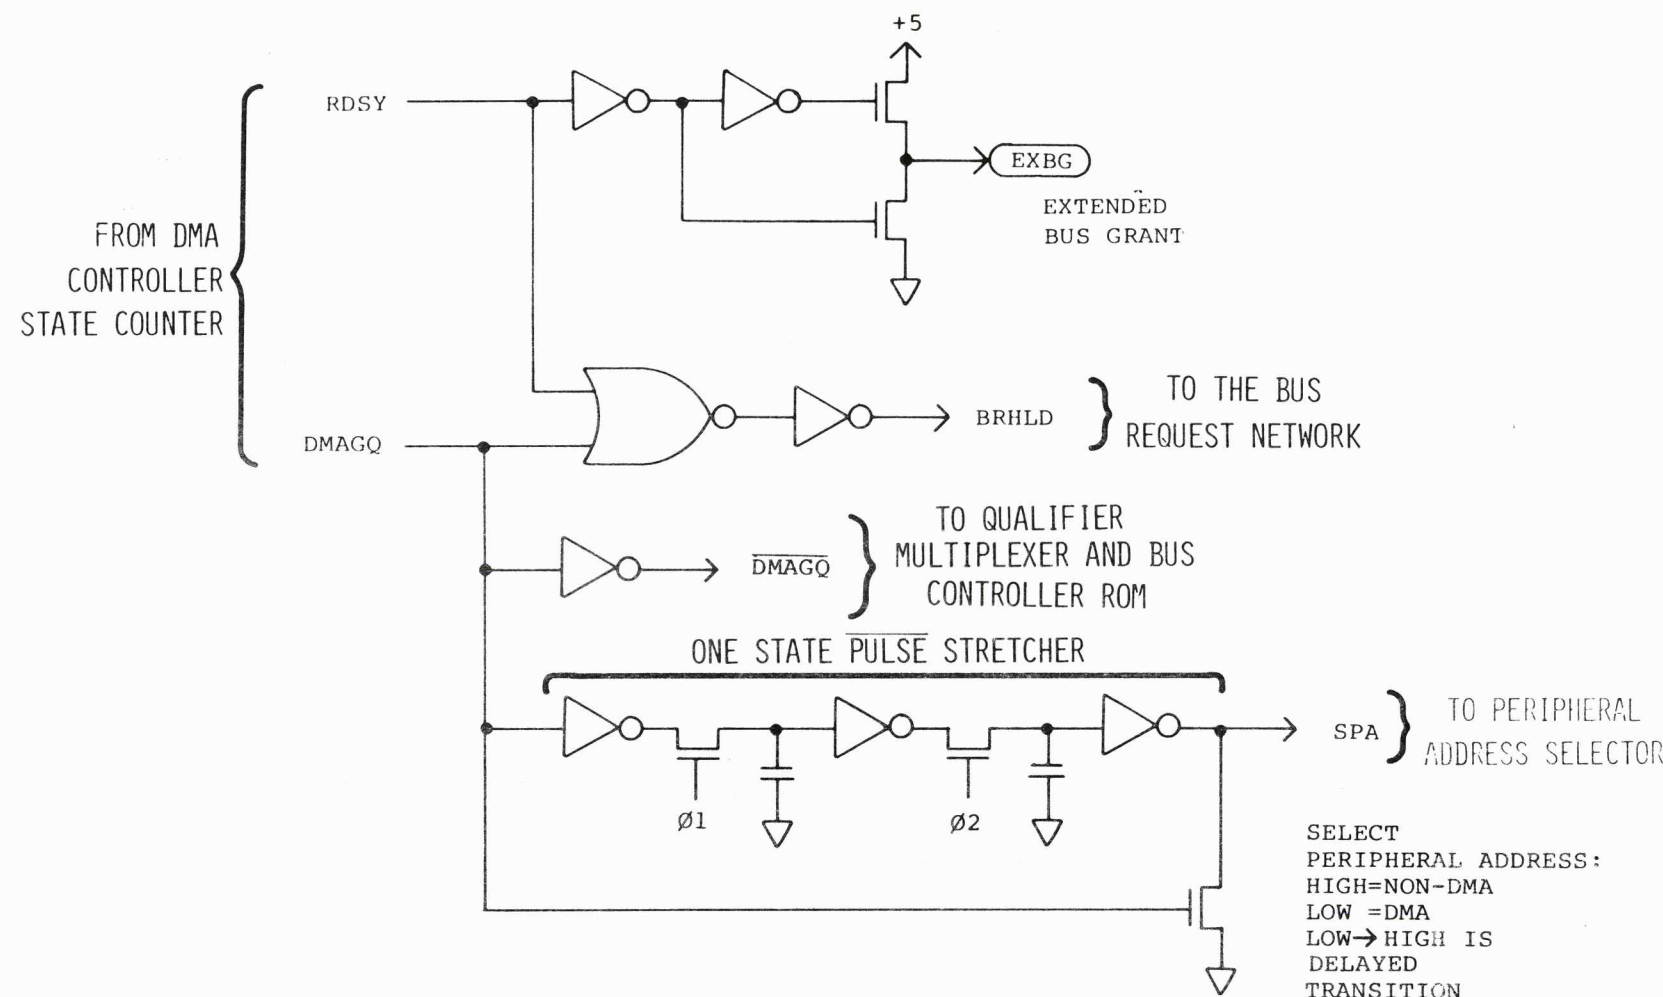 +5
RDSY
EXBG
EXTENDED
BUS GRANT
FROM DMA
CONTROLLER
STATE COUNTER
TO THE BUS
REQUEST NETWORK
BRHLD
DMAGQ
TO QUALIFIER
MULTIPLEXER AND BUS
CONTROLLER ROM
D̅M̅A̅G̅Q̅
ONE STATE P̅U̅L̅S̅E̅ STRETCHER
SPA
TO PERIPHERAL
ADDRESS SELECTOR
Ø1
Ø2
SELECT
PERIPHERAL ADDRESS:
HIGH=NON-DMA
LOW =DMA
LOW→HIGH IS
DELAYED
TRANSITION